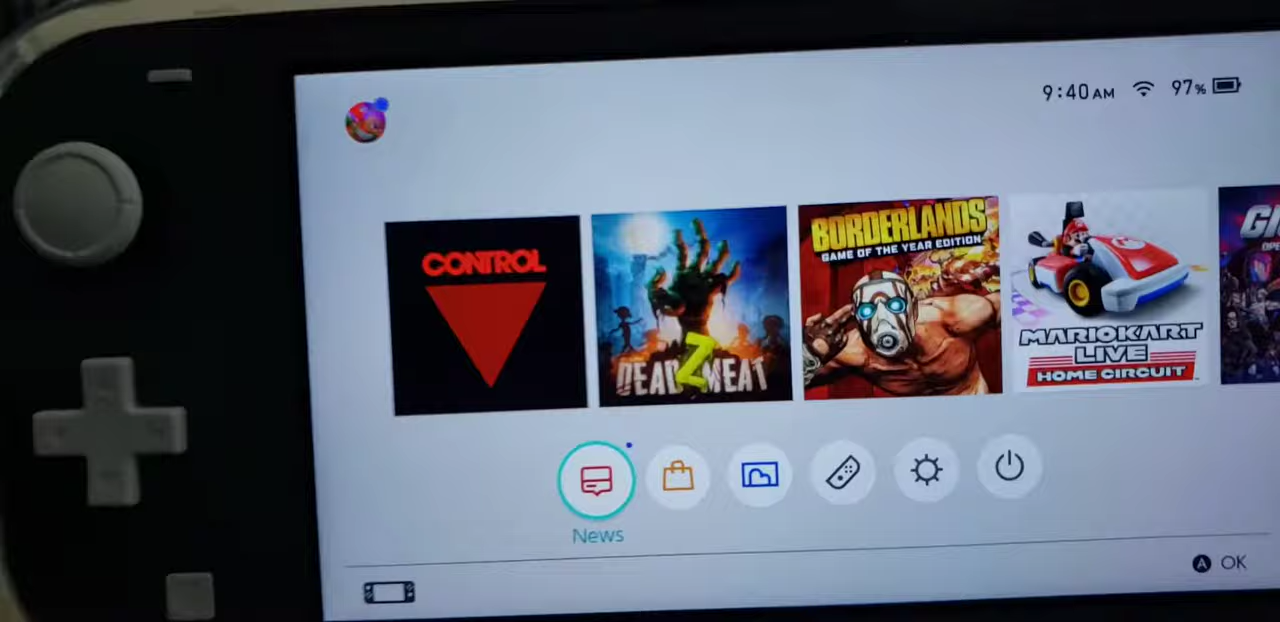 9:40 AM
97%
CONTROL
DEAD Z MEAT
BORDERLANDS
GAME OF THE YEAR EDITION
MARIOKART
LIVE
HOME CIRCUIT
News
A OK